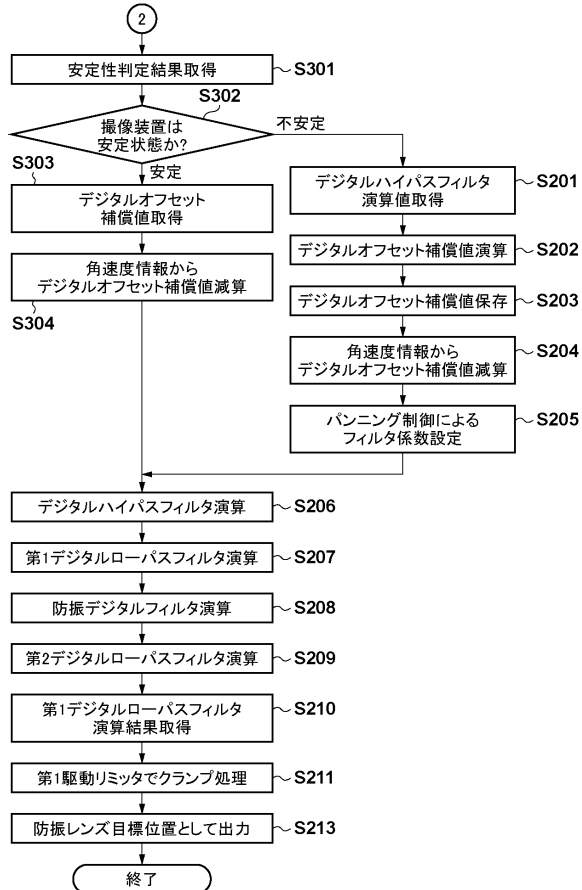 2
安定性判定結果取得
S301
S302
撮像装置は
安定状態か?
不安定
安定
S303
デジタルオフセット
補償値取得
角速度情報から
デジタルオフセット補償値減算
S304
デジタルハイパスフィルタ
演算値取得
S201
デジタルオフセット補償値演算
S202
デジタルオフセット補償値保存
S203
角速度情報から
デジタルオフセット補償値減算
S204
パンニング制御による
フィルタ係数設定
S205
デジタルハイパスフィルタ演算
S206
第1デジタルローパスフィルタ演算
S207
防振デジタルフィルタ演算
S208
第2デジタルローパスフィルタ演算
S209
第1デジタルローパスフィルタ
演算結果取得
S210
第1駆動リミッタでクランプ処理
S211
防振レンズ目標位置として出力
S213
終了